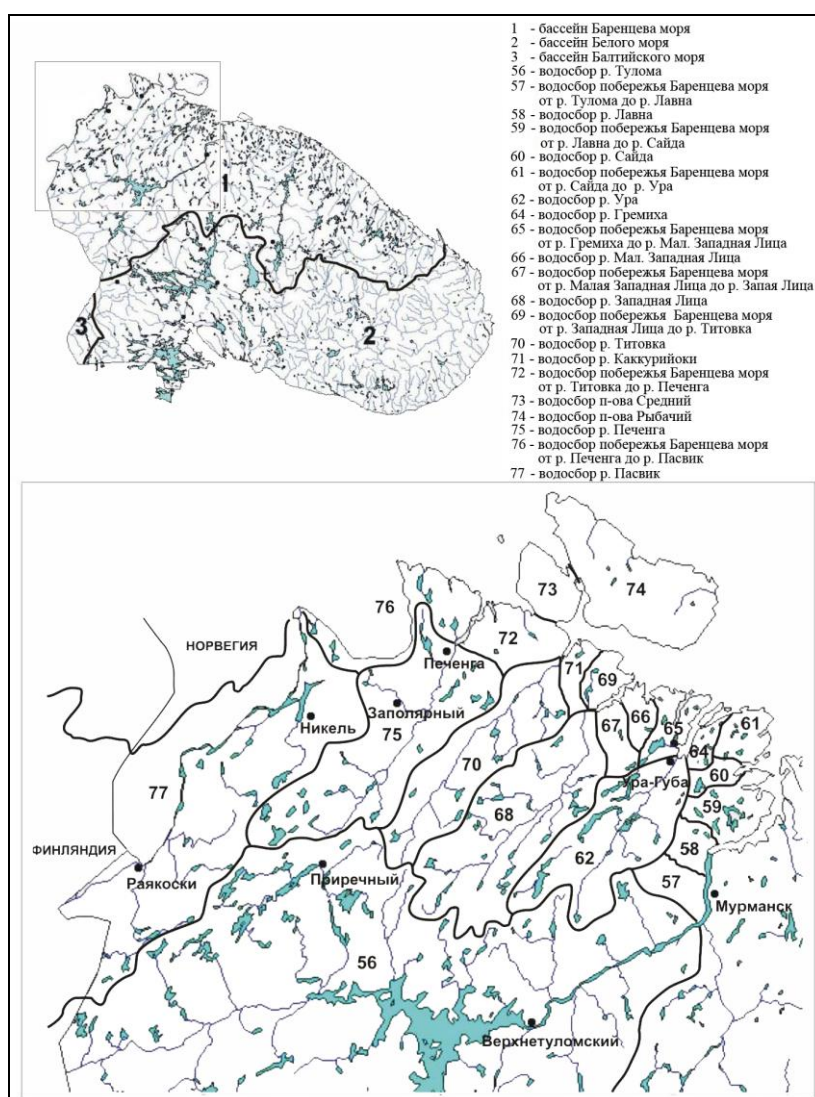 1 - бассейн Баренцева моря
2 - бассейн Белого моря
3 - бассейн Балтийского моря
56 - водосбор р. Тулома
57 - водосбор побережья Баренцева моря
от р. Тулома до р. Лавна
58 - водосбор р. Лавна
59 - водосбор побережья Баренцева моря
от р. Лавна до р. Сайда
60 - водосбор р. Сайда
61 - водосбор побережья Баренцева моря
от р. Сайда до р. Ура
62 - водосбор р. Ура
64 - водосбор р. Гремиха
65 - водосбор побережья Баренцева моря
от р. Гремиха до р. Мал. Западная Лица
66 - водосбор р. Мал. Западная Лица
67 - водосбор побережья Баренцева моря
от р. Малая Западная Лица до р. Запая Лица
68 - водосбор р. Западная Лица
69 - водосбор побережья Баренцева моря
от р. Западная Лица до р. Титовка
70 - водосбор р. Титовка
71 - водосбор р. Каккурийоки
72 - водосбор побережья Баренцева моря
от р. Титовка до р. Печенга
73 - водосбор п-ова Средний
74 - водосбор п-ова Рыбачий
75 - водосбор р. Печенга
76 - водосбор побережья Баренцева моря
от р. Печенга до р. Пасвик
77 - водосбор р. Пасвик
1
2
3
73
74
76
72
НОРВЕГИЯ
Печенга
71
69
Заполярный
Никель
75
67
66
65
61
64
70
Ура-Губа
60
77
59
68
ФИНЛЯНДИЯ
58
62
Раякоски
Приречный
57
Мурманск
56
Верхнетуломский